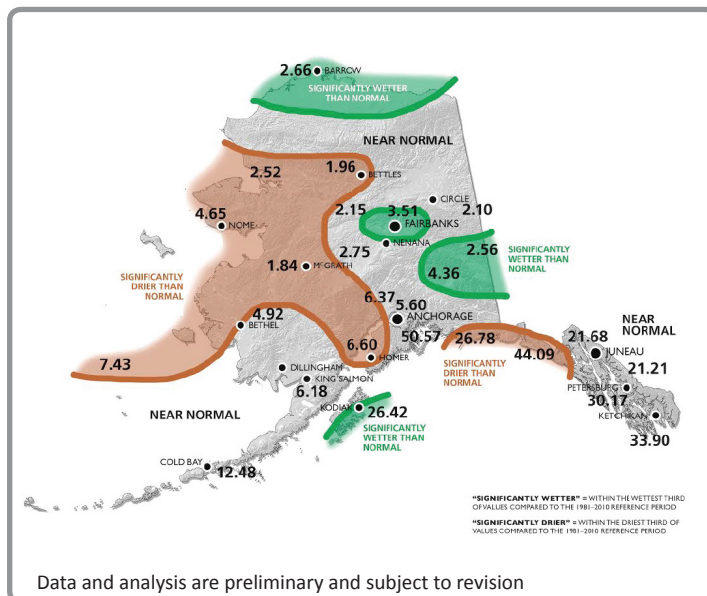 2.66
BARROW
SIGNIFICANTLY WETTER
THAN NORMAL
NEAR NORMAL
2.52
1.96
BETTLES
CIRCLE
2.15
3.51
2.10
FAIRBANKS
4.65
NOME
NENANA
2.75
2.56
SIGNIFICANTLY
WETTER THAN
NORMAL
1.84
McGRATH
4.36
SIGNIFICANTLY
DRIER THAN
NORMAL
6.37
5.60
ANCHORAGE
4.92
BETHEL
50.57
26.78
NEAR
NORMAL
21.68
JUNEAU
6.60
HOMER
44.09
SIGNIFICANTLY
DRIER THAN
NORMAL
7.43
DILLINGHAM
KING SALMON
6.18
21.21
PETERSBURG
30.17
KETCHIKAN
33.90
NEAR NORMAL
KODIAK
26.42
SIGNIFICANTLY
WETTER THAN
NORMAL
COLD BAY
12.48
"SIGNIFICANTLY WETTER" = WITHIN THE WETTEST THIRD
OF VALUES COMPARED TO THE 1981–2010 REFERENCE PERIOD
"SIGNIFICANTLY DRIER" = WITHIN THE DRIEST THIRD OF
VALUES COMPARED TO THE 1981–2010 REFERENCE PERIOD
Data and analysis are preliminary and subject to revision